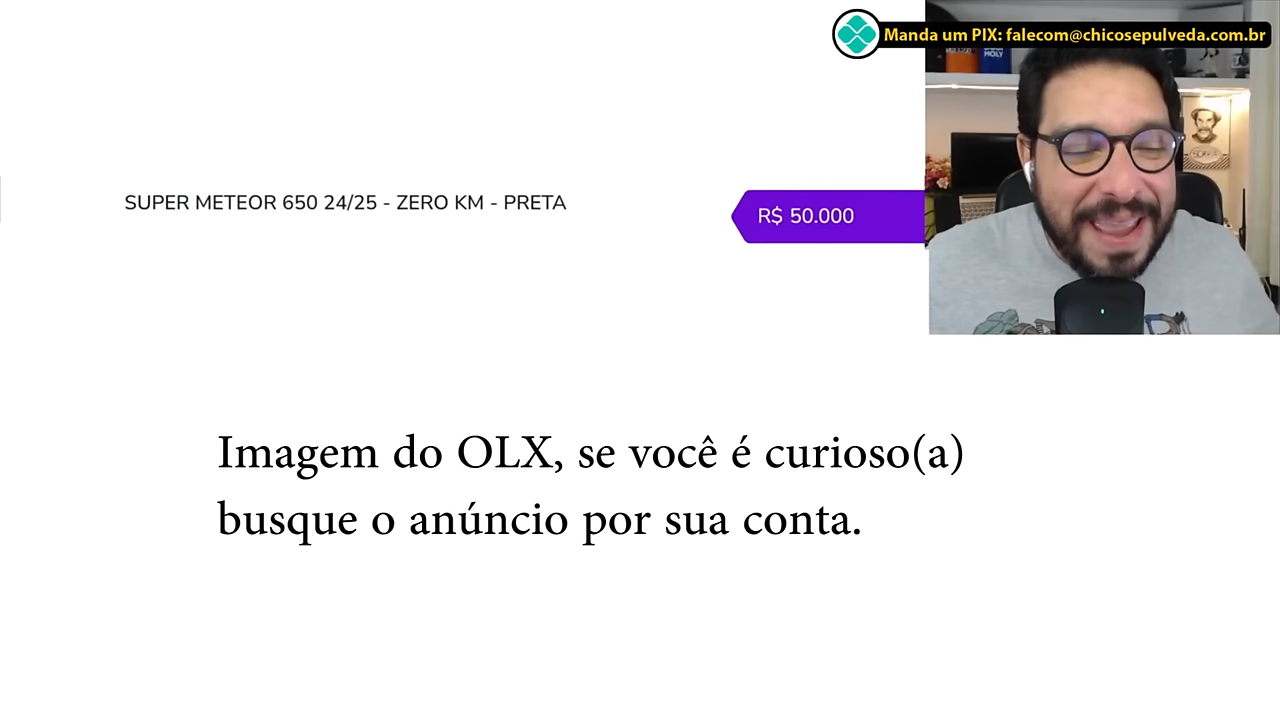 Manda um PIX: falecom@chicosepulveda.com.br
SUPER METEOR 650 24/25 - ZERO KM - PRETA
R$ 50.000
Imagem do OLX, se você é curioso(a)
busque o anúncio por sua conta.